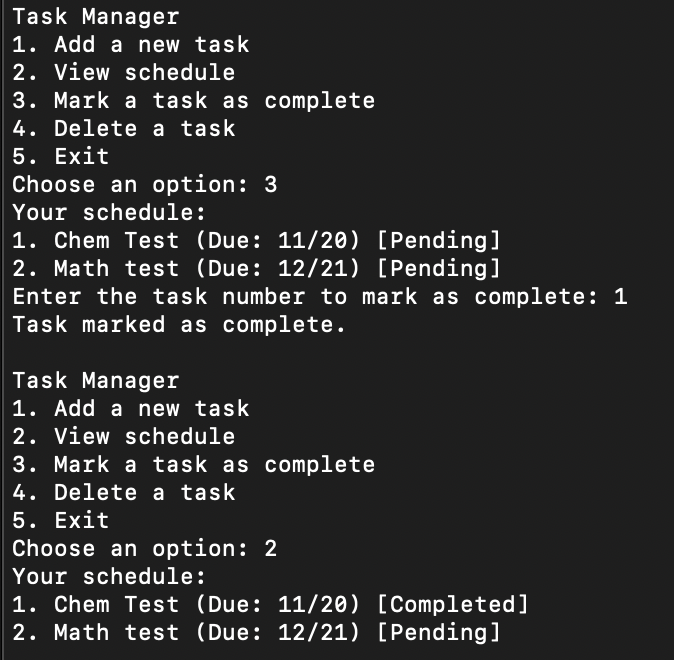 Task Manager
1. Add a new task
2. View schedule
3. Mark a task as complete
4. Delete a task
5. Exit
Choose an option: 3
Your schedule:
1. Chem Test (Due: 11/20) [Pending]
2. Math test (Due: 12/21) [Pending]
Enter the task number to mark as complete: 1
Task marked as complete.

Task Manager
1. Add a new task
2. View schedule
3. Mark a task as complete
4. Delete a task
5. Exit
Choose an option: 2
Your schedule:
1. Chem Test (Due: 11/20) [Completed]
2. Math test (Due: 12/21) [Pending]